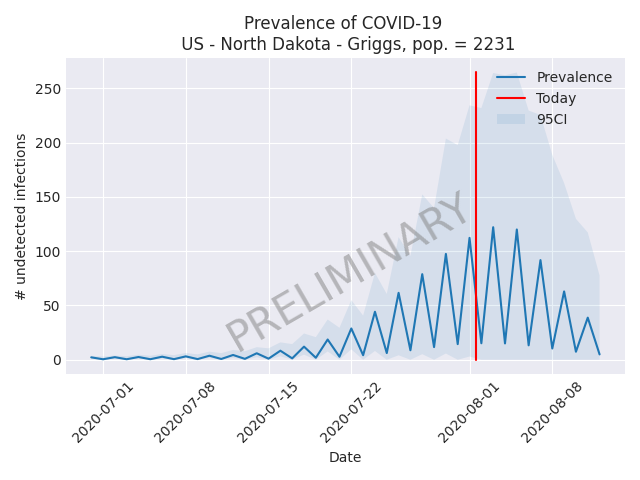 Prevalence of COVID-19
US - North Dakota - Griggs, pop. = 2231
# undetected infections
250
200
150
100
50
0
Prevalence
Today
95CI
PRELIMINARY
2020-07-01
2020-07-08
2020-07-15
2020-07-22
2020-08-01
2020-08-08
Date